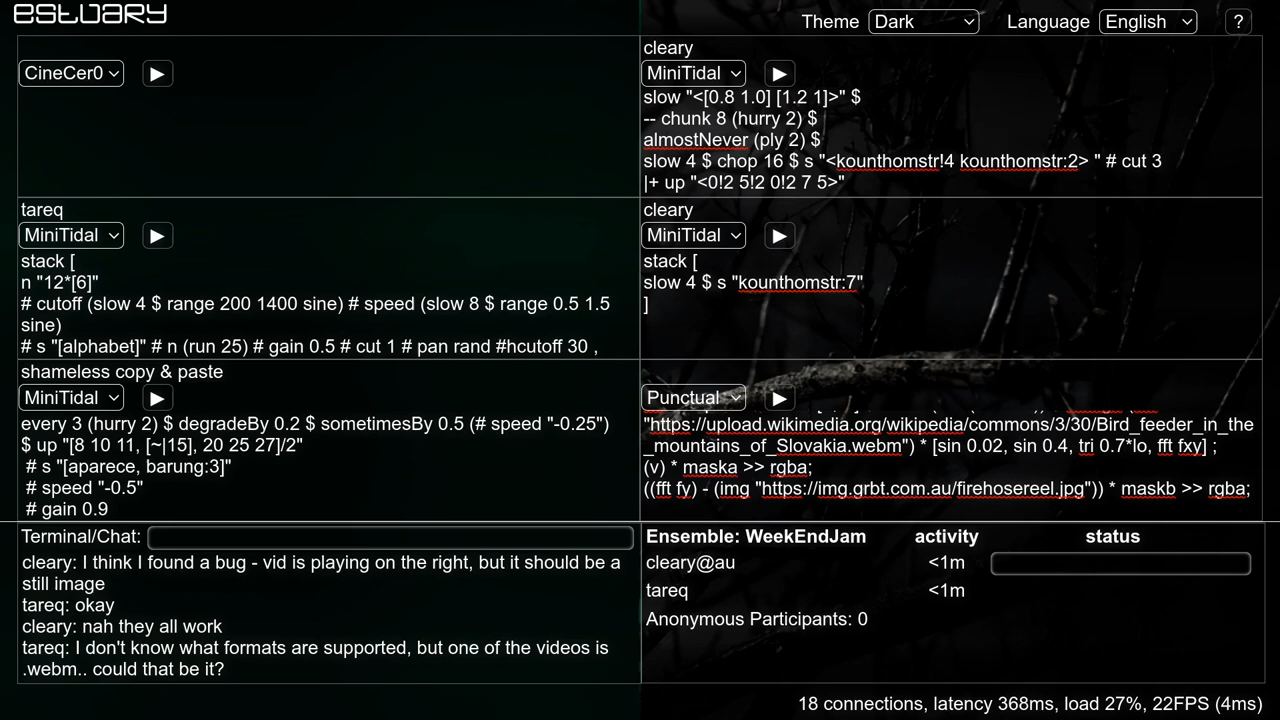 estuary
Theme Dark Language English ?
CineCer0 ▶
cleary
MiniTidal ▶
slow "<[0.8 1.0] [1.2 1]>" $
-- chunk 8 (hurry 2) $
almostNever (ply 2) $
slow 4 $ chop 16 $ s "<kounthomstr!4 kounthomstr:2> " # cut 3
|+ up "<0!2 5!2 0!2 7 5>"
tareq
MiniTidal ▶
stack [
n "12*[6]"
# cutoff (slow 4 $ range 200 1400 sine) # speed (slow 8 $ range 0.5 1.5
sine)
# s "[alphabet]" # n (run 25) # gain 0.5 # cut 1 # pan rand #hcutoff 30 ,
cleary
MiniTidal ▶
stack [
slow 4 $ s "kounthomstr:7"
]
shameless copy & paste
MiniTidal ▶
every 3 (hurry 2) $ degradeBy 0.2 $ sometimesBy 0.5 (# speed "-0.25")
$ up "[8 10 11, [~|15], 20 25 27]/2"
# s "[aparece, barung:3]"
# speed "-0.5"
# gain 0.9
Punctual ▶
"https://upload.wikimedia.org/wikipedia/commons/3/30/Bird_feeder_in_the
_mountains_of_Slovakia.webm") * [sin 0.02, sin 0.4, tri 0.7*lo, fft fxy] ;
(v) * maska >> rgba;
((fft fy) - (img "https://img.grbt.com.au/firehosereel.jpg")) * maskb >> rgba;
Terminal/Chat:
cleary: I think I found a bug - vid is playing on the right, but it should be a
still image
tareq: okay
cleary: nah they all work
tareq: I don't know what formats are supported, but one of the videos is
.webm.. could that be it?
Ensemble: WeekEndJam activity status
cleary@au <1m
tareq <1m
Anonymous Participants: 0
18 connections, latency 368ms, load 27%, 22FPS (4ms)